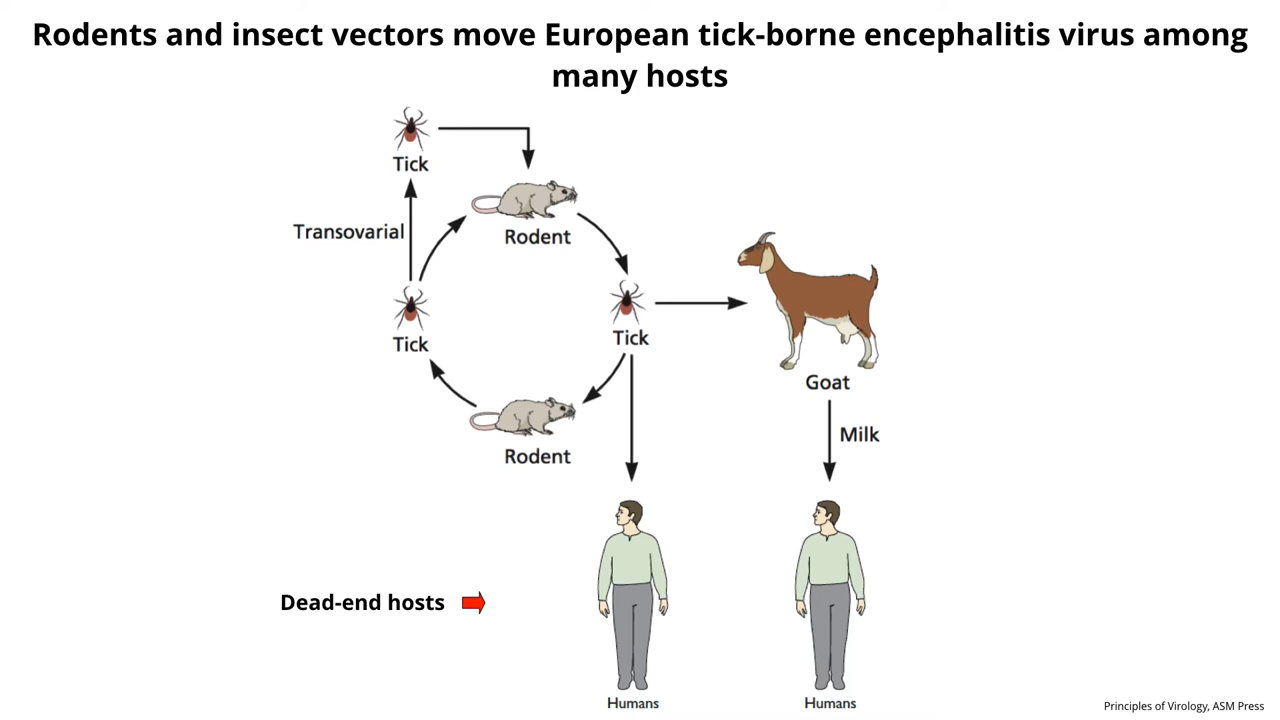 Rodents and insect vectors move European tick-borne encephalitis virus among
many hosts
Tick
Transovarial
Rodent
Tick
Tick
Goat
Milk
Rodent
Dead-end hosts
Humans
Humans
Principles of Virology, ASM Press